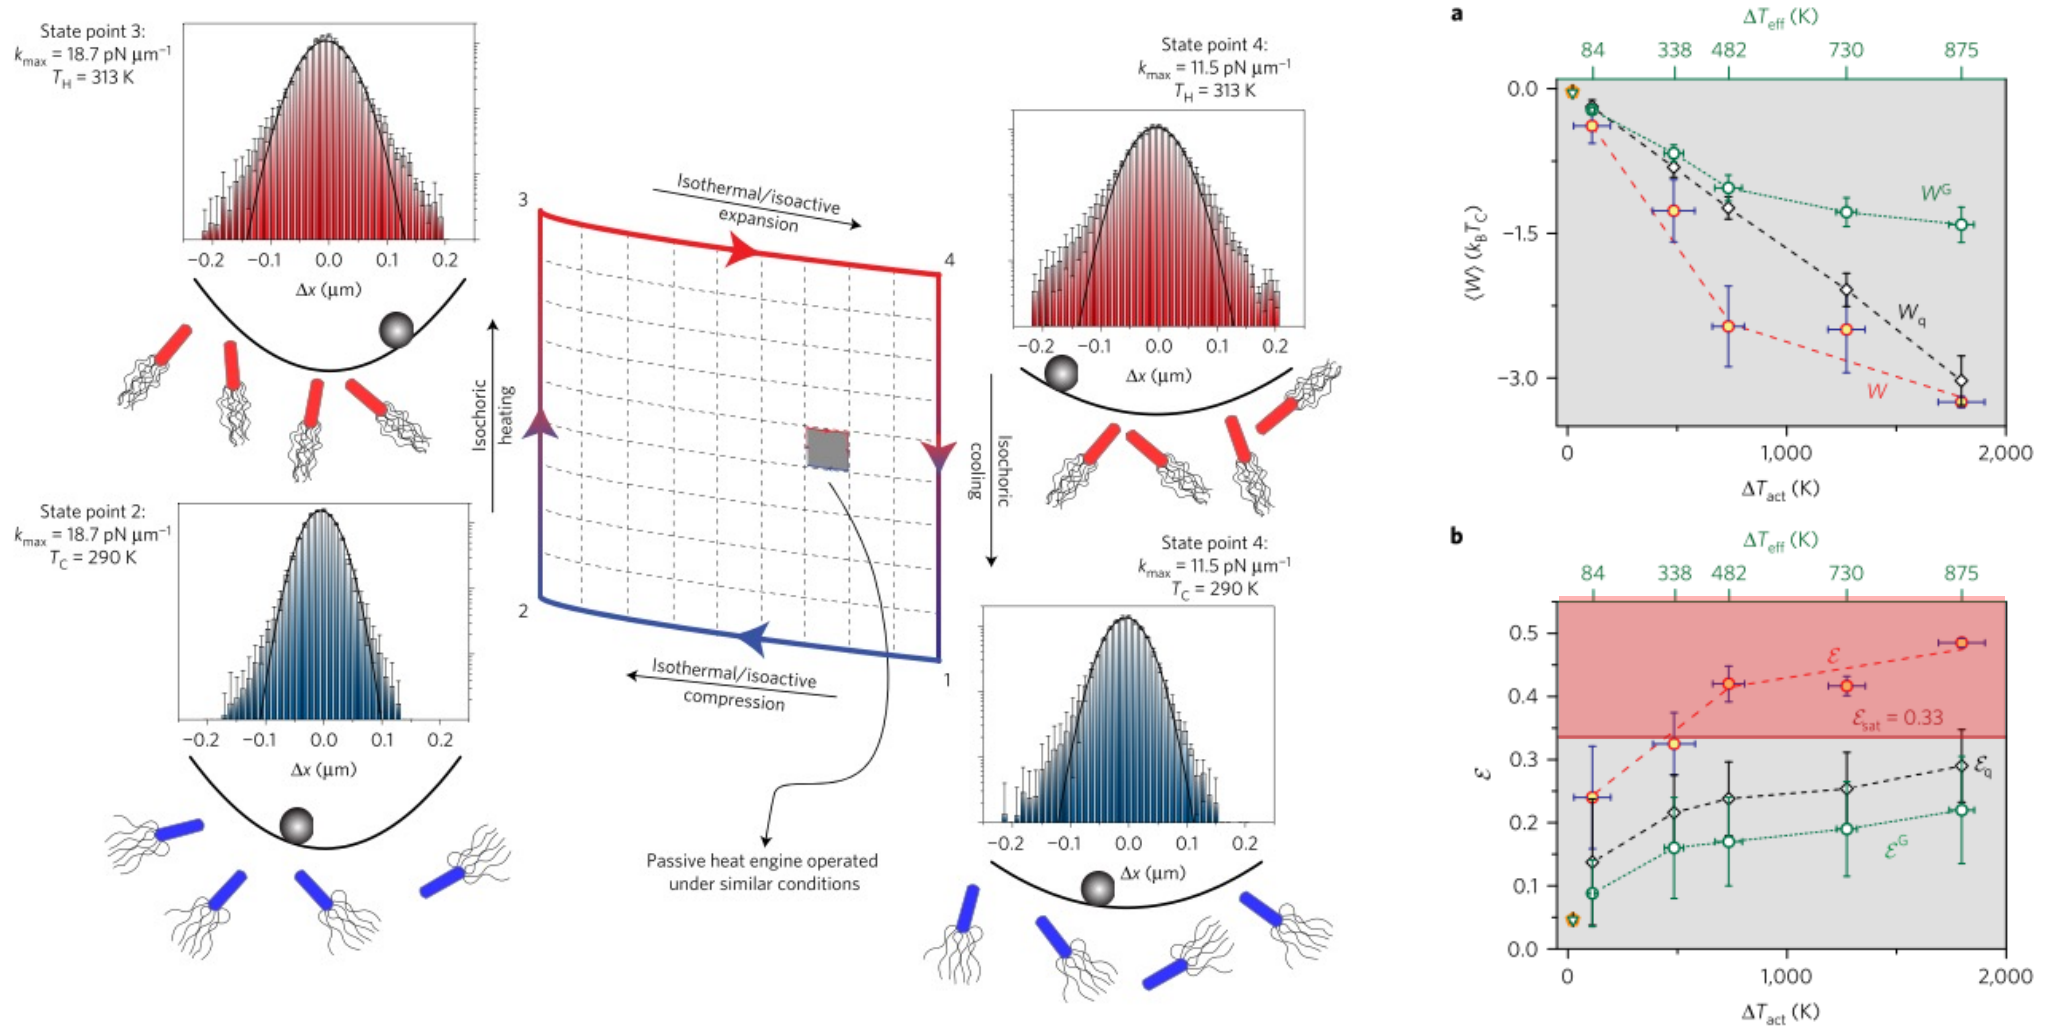 State point 3:
k_max = 18.7 pN μm⁻¹
T_H = 313 K
−0.2 −0.1 0.0 0.1 0.2
Δx (μm)
State point 2:
k_max = 18.7 pN μm⁻¹
T_C = 290 K
−0.2 −0.1 0.0 0.1 0.2
Δx (μm)
Isochoric
heating
3
Isothermal/isoactive
expansion
4
2
Isothermal/isoactive
compression
1
Passive heat engine operated
under similar conditions
State point 4:
k_max = 11.5 pN μm⁻¹
T_H = 313 K
−0.2 −0.1 0.0 0.1 0.2
Δx (μm)
Isochoric
cooling
State point 4:
k_max = 11.5 pN μm⁻¹
T_C = 290 K
−0.2 −0.1 0.0 0.1 0.2
Δx (μm)
a
ΔT_eff (K)
84 338 482 730 875
0.0
−1.5
−3.0
⟨W⟩ (k_BT_C)
W^G
W_q
W
0 1,000 2,000
ΔT_act (K)
b
ΔT_eff (K)
84 338 482 730 875
0.5
0.4
0.3
0.2
0.1
0.0
ℰ
ℰ
ℰ_sat = 0.33
ℰ_q
ℰ^G
0 1,000 2,000
ΔT_act (K)